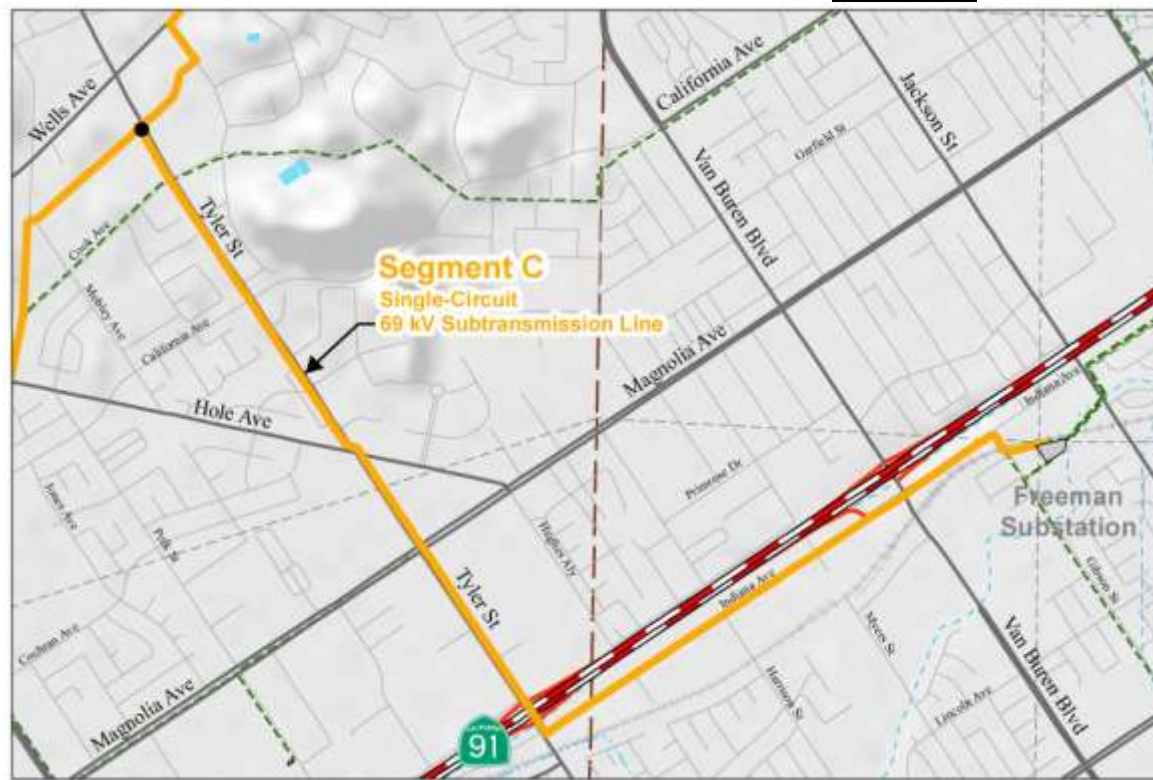 California Ave
Jackson St
Wells Ave
Garfield St
Van Buren Blvd
Tyler St
Cook Ave
Segment C
Single-Circuit
69 kV Subtransmission Line
Mobley Ave
California Ave
Magnolia Ave
Indiana Ave
Hole Ave
Primrose Dr
Freeman
Substation
Jones Ave
Polk St
Hughes Aly
Gibson St
Tyler St
Indiana Ave
Myers St
Cochran Ave
Van Buren Blvd
Harrison St
Lincoln Ave
Magnolia Ave
91